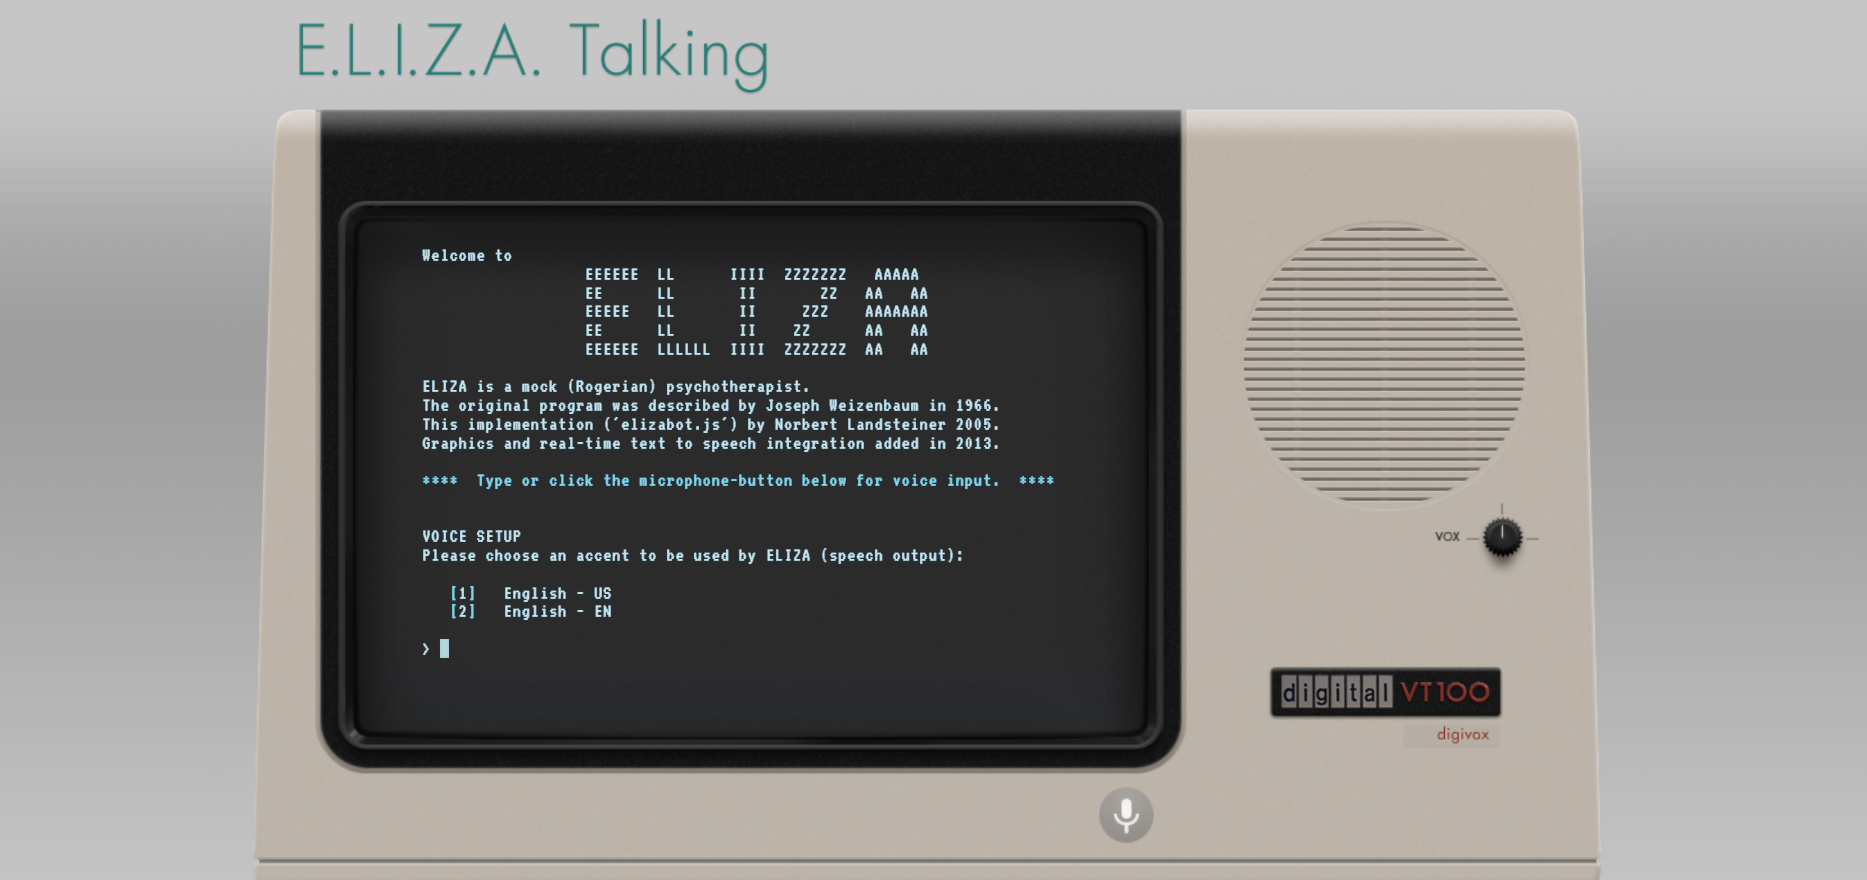 E.L.I.Z.A. Talking
Welcome to
EEEEEE  LL      IIII  ZZZZZZZ   AAAAA
EE      LL       II       ZZ   AA   AA
EEEEE   LL       II     ZZZ    AAAAAAA
EE      LL       II    ZZ      AA   AA
EEEEEE  LLLLLL  IIII  ZZZZZZZ  AA   AA
ELIZA is a mock (Rogerian) psychotherapist.
The original program was described by Joseph Weizenbaum in 1966.
This implementation (´elizabot.js´) by Norbert Landsteiner 2005.
Graphics and real-time text to speech integration added in 2013.
****  Type or click the microphone-button below for voice input.  ****
VOICE SETUP
Please choose an accent to be used by ELIZA (speech output):
[1]   English - US
[2]   English - EN
❯
VOX
digital VT100
digivox